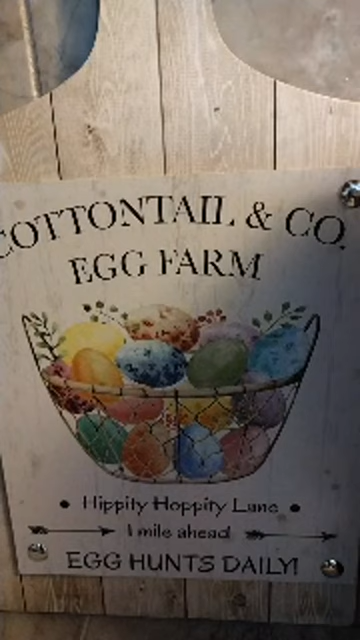 COTTONTAIL & CO.
EGG FARM
• Hippity Hoppity Lane •
1 mile ahead
EGG HUNTS DAILY!